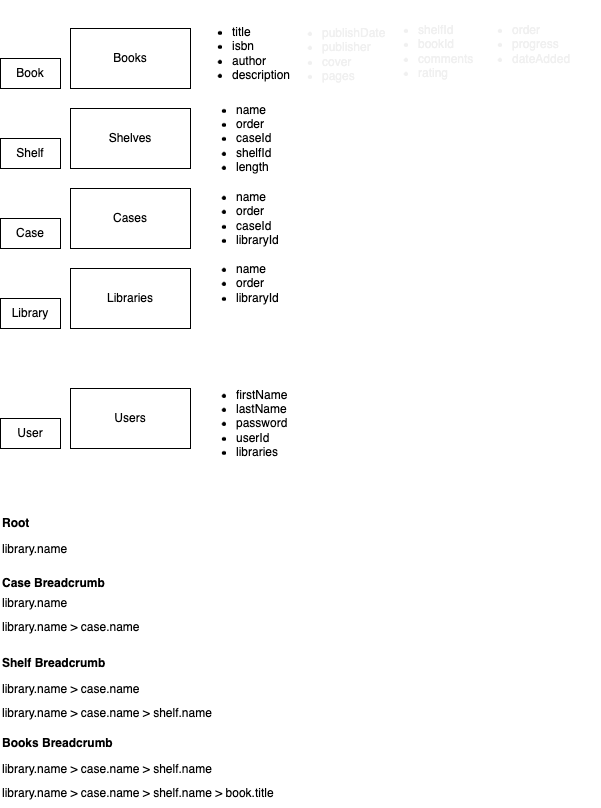 Book
Books
• title
• isbn
• author
• description
• publishDate
• publisher
• cover
• pages
• shelfId
• bookId
• comments
• rating
• order
• progress
• dateAdded
Shelf
Shelves
• name
• order
• caseId
• shelfId
• length
Case
Cases
• name
• order
• caseId
• libraryId
Library
Libraries
• name
• order
• libraryId
User
Users
• firstName
• lastName
• password
• userId
• libraries
Root
library.name
Case Breadcrumb
library.name
library.name > case.name
Shelf Breadcrumb
library.name > case.name
library.name > case.name > shelf.name
Books Breadcrumb
library.name > case.name > shelf.name
library.name > case.name > shelf.name > book.title